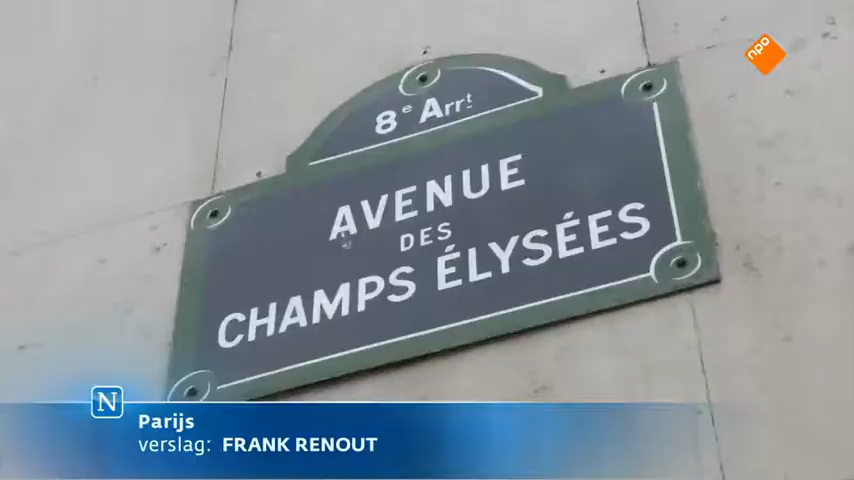 npo
8e Arrt
AVENUE
DES
CHAMPS ÉLYSÉES
N
Parijs
verslag: FRANK RENOUT